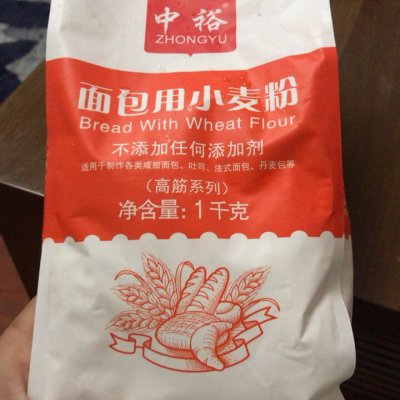 中裕
ZHONGYU
面包用小麦粉
Bread With Wheat Flour
不添加任何添加剂
适用于制作各类咸甜面包、吐司、法式面包、丹麦包等
（高筋系列）
净含量：1千克